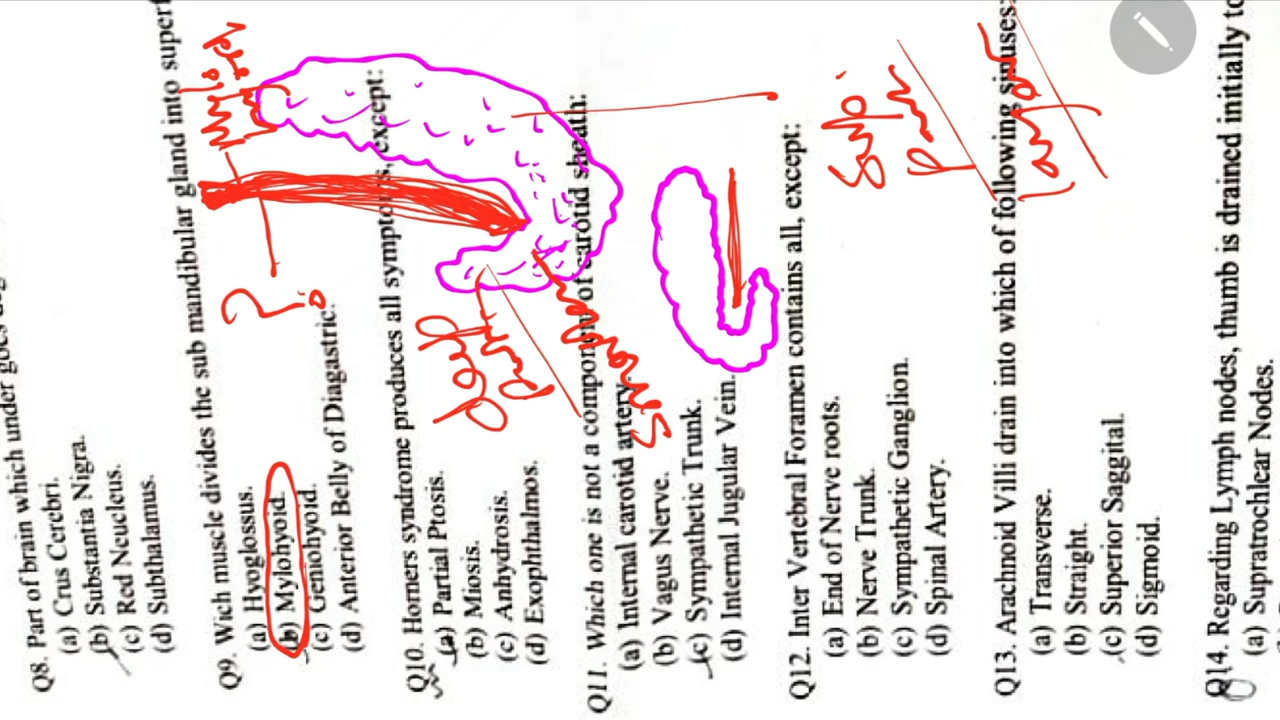 Q8. Part of brain which under goes deg
(a) Crus Cerebri.
(b) Substantia Nigra.
(c) Red Neucleus.
(d) Subthalamus.
Q9. Wich muscle divides the sub mandibular gland into superf
(a) Hyoglossus.
(b) Mylohyoid.
(c) Geniohyoid.
(d) Anterior Belly of Diagastric.
?
Q10. Horners syndrome produces all symptoms, except:
(a) Partial Ptosis.
(b) Miosis.
(c) Anhydrosis.
(d) Exophthalmos.
Deep
part
Q11. Which one is not a component of carotid sheath:
(a) Internal carotid artery.
(b) Vagus Nerve.
(c) Sympathetic Trunk.
(d) Internal Jugular Vein.
Q12. Inter Vertebral Foramen contains all, except:
(a) End of Nerve roots.
(b) Nerve Trunk.
(c) Sympathetic Ganglion.
(d) Spinal Artery.
Q13. Arachnoid Villi drain into which of following sinuses:
(a) Transverse.
(b) Straight.
(c) Superior Saggital.
(d) Sigmoid.
Q14. Regarding Lymph nodes, thumb is drained initially to
(a) Supratrochlear Nodes.